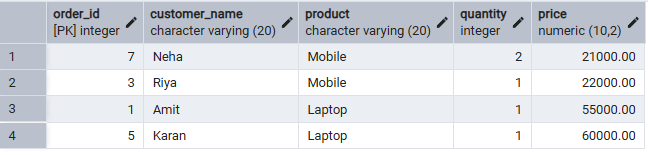 order_id customer_name product quantity price
[PK] integer character varying (20) character varying (20) integer numeric (10,2)
1 7 Neha Mobile 2 21000.00
2 3 Riya Mobile 1 22000.00
3 1 Amit Laptop 1 55000.00
4 5 Karan Laptop 1 60000.00